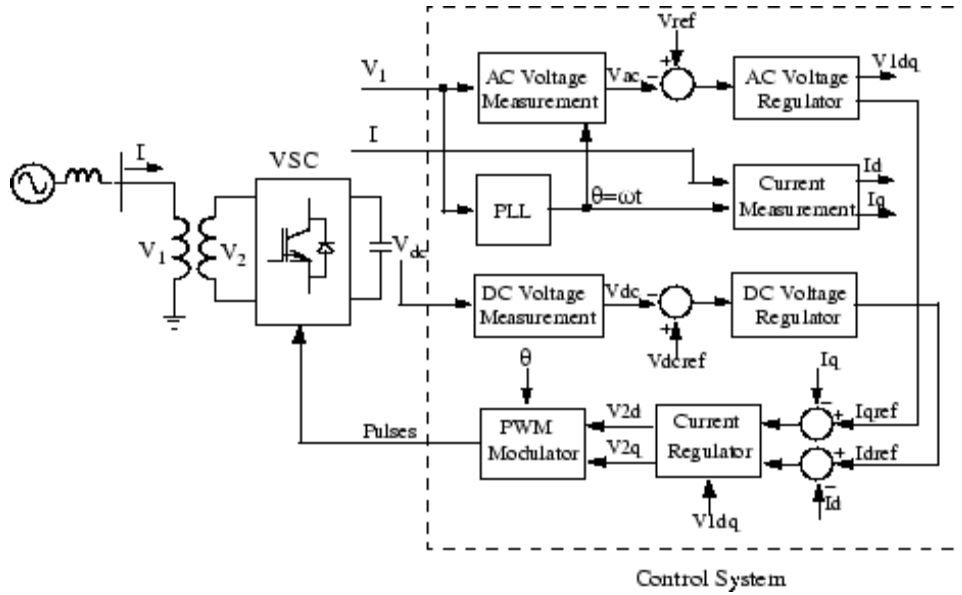 Vref
V1
AC Voltage
Measurement
Vac
–
+
AC Voltage
Regulator
V1dq
I
I
VSC
PLL
θ=ωt
Current
Measurement
Id
Iq
V1
V2
Vdc
DC Voltage
Measurement
Vdc
–
+
Vdcref
DC Voltage
Regulator
θ
Iq
–
+
Iqref
Pulses
PWM
Modulator
V2d
V2q
Current
Regulator
+
Idref
–
Id
V1dq
Control System